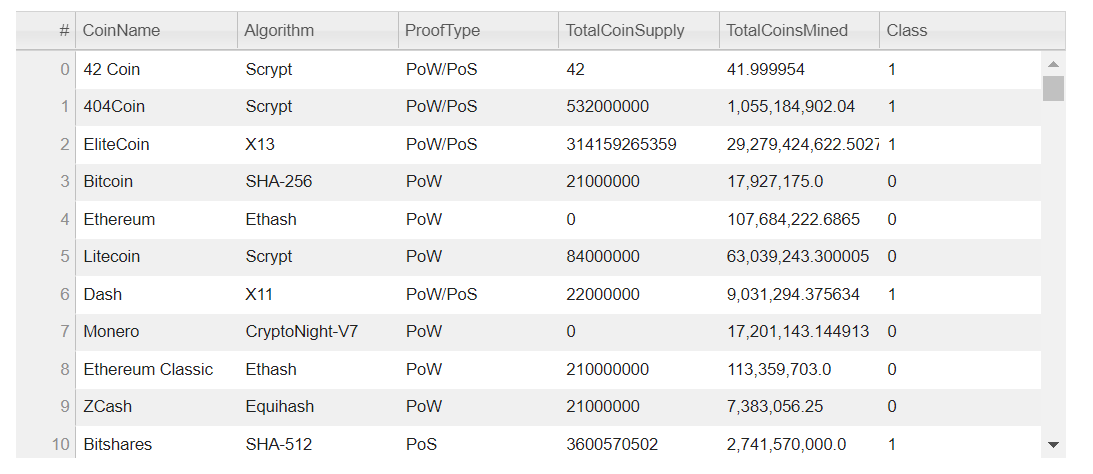 # CoinName Algorithm ProofType TotalCoinSupply TotalCoinsMined Class
0 42 Coin Scrypt PoW/PoS 42 41.999954 1
1 404Coin Scrypt PoW/PoS 532000000 1,055,184,902.04 1
2 EliteCoin X13 PoW/PoS 314159265359 29,279,424,622.5027 1
3 Bitcoin SHA-256 PoW 21000000 17,927,175.0 0
4 Ethereum Ethash PoW 0 107,684,222.6865 0
5 Litecoin Scrypt PoW 84000000 63,039,243.300005 0
6 Dash X11 PoW/PoS 22000000 9,031,294.375634 1
7 Monero CryptoNight-V7 PoW 0 17,201,143.144913 0
8 Ethereum Classic Ethash PoW 210000000 113,359,703.0 0
9 ZCash Equihash PoW 21000000 7,383,056.25 0
10 Bitshares SHA-512 PoS 3600570502 2,741,570,000.0 1